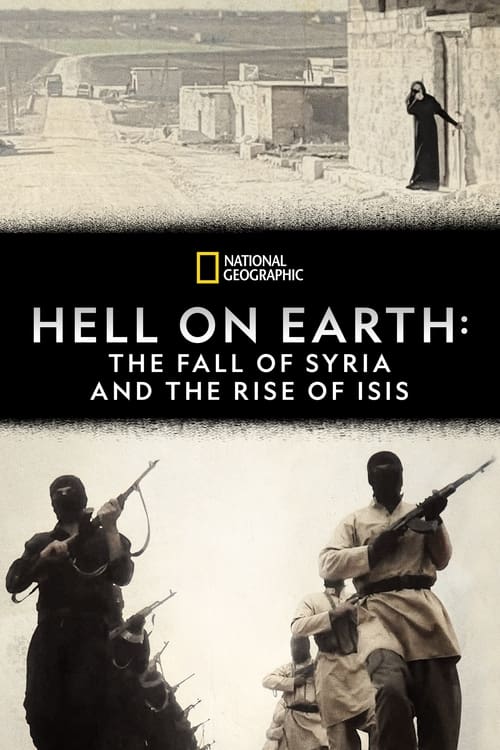 NATIONAL
GEOGRAPHIC
HELL ON EARTH:
THE FALL OF SYRIA
AND THE RISE OF ISIS